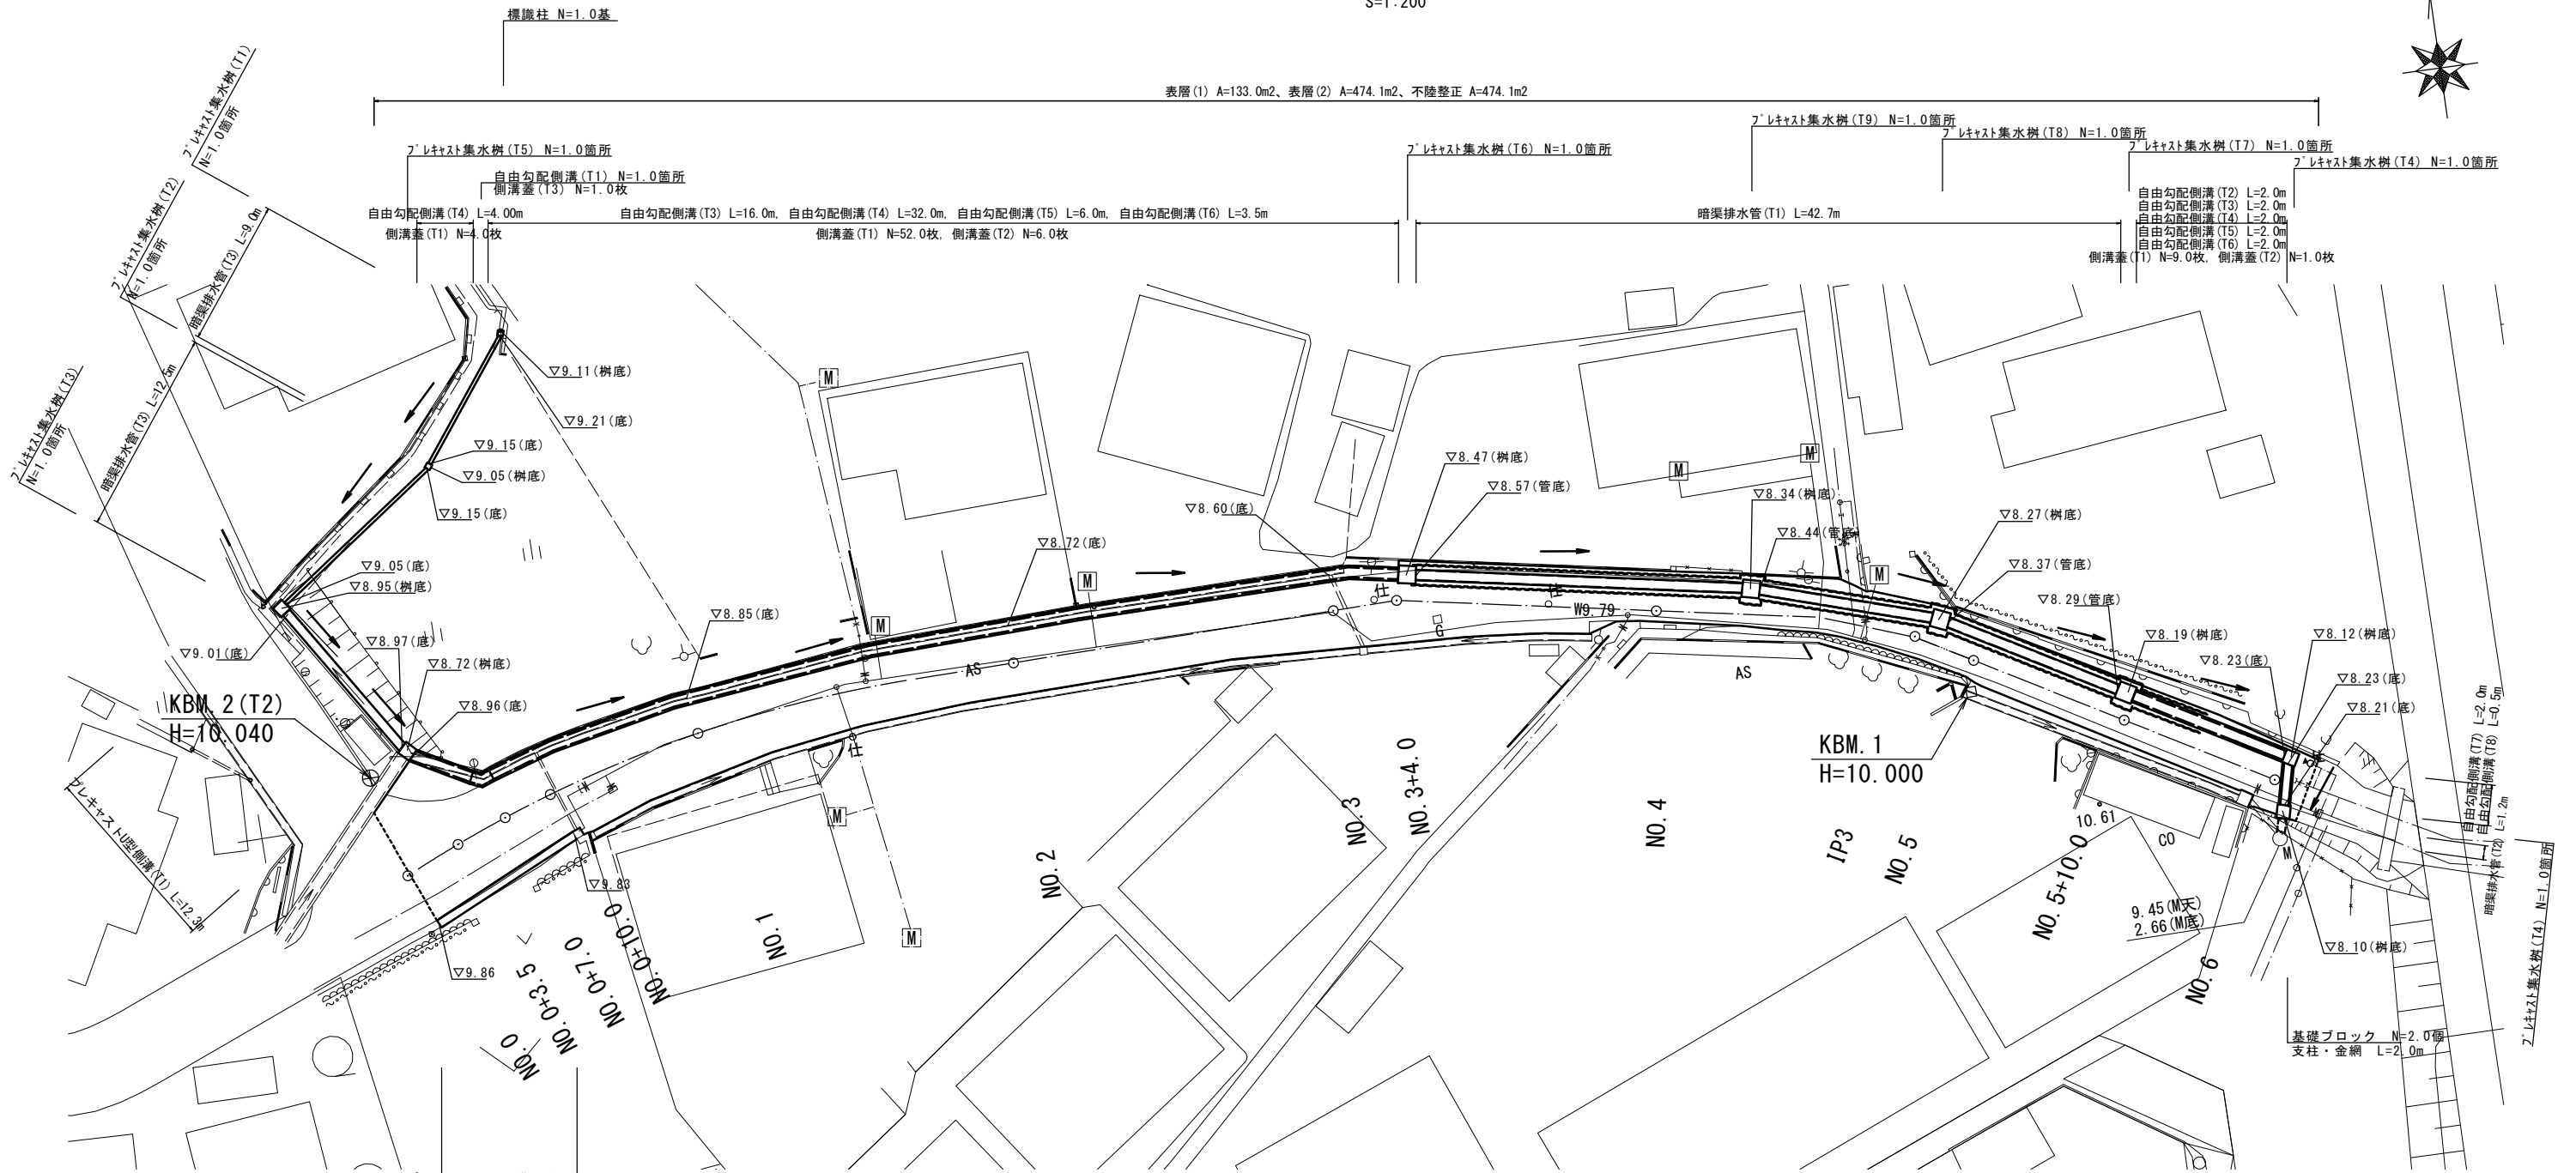 S=1:200
標識柱 N=1.0基
表層(1) A=133.0m2、表層(2) A=474.1m2、不陸整正 A=474.1m2
プレキャスト集水桝(T1)
N=1.0箇所
プレキャスト集水桝(T2)
N=1.0箇所
プレキャスト集水桝(T3)
N=1.0箇所
暗渠排水管(T3) L=9.0m
暗渠排水管(T3) L=12.5m
プレキャスト集水桝(T5) N=1.0箇所
自由勾配側溝(T1) N=1.0箇所
側溝蓋(T3) N=1.0枚
自由勾配側溝(T4) L=4.00m
側溝蓋(T1) N=4.0枚
自由勾配側溝(T3) L=16.0m, 自由勾配側溝(T4) L=32.0m, 自由勾配側溝(T5) L=6.0m, 自由勾配側溝(T6) L=3.5m
側溝蓋(T1) N=52.0枚, 側溝蓋(T2) N=6.0枚
プレキャスト集水桝(T6) N=1.0箇所
プレキャスト集水桝(T9) N=1.0箇所
プレキャスト集水桝(T8) N=1.0箇所
プレキャスト集水桝(T7) N=1.0箇所
プレキャスト集水桝(T4) N=1.0箇所
暗渠排水管(T1) L=42.7m
自由勾配側溝(T2) L=2.0m
自由勾配側溝(T3) L=2.0m
自由勾配側溝(T4) L=2.0m
自由勾配側溝(T5) L=2.0m
自由勾配側溝(T6) L=2.0m
側溝蓋(T1) N=9.0枚, 側溝蓋(T2) N=1.0枚
▽9.11(桝底)
▽9.21(底)
▽9.15(底)
▽9.05(桝底)
▽9.15(底)
▽9.05(底)
▽8.95(桝底)
▽9.01(底)
▽8.97(底)
▽8.72(桝底)
▽8.96(底)
▽8.85(底)
▽8.72(底)
▽8.60(底)
▽8.47(桝底)
▽8.57(管底)
▽8.34(桝底)
▽8.44(管底)
▽8.27(桝底)
▽8.37(管底)
▽8.29(管底)
▽8.19(桝底)
▽8.12(桝底)
▽8.23(底)
▽8.23(底)
▽8.21(底)
M
M
M
M
M
M
M
M
M
M
仕
仕
仕
W9.79
G
AS
AS
KBM.2(T2)
H=10.040
KBM.1
H=10.000
プレキャストU型側溝(T1) L=12.3m
▽9.83
▽9.86
NO.0
NO.0+3.5
NO.0+7.0
NO.0+10.0
NO.1
NO.2
NO.3
NO.3+4.0
NO.4
IP3
NO.5
NO.5+10.0
NO.6
10.61
CO
9.45(M天)
2.66(M底)
▽8.10(桝底)
自由勾配側溝(T7) L=2.0m
自由勾配側溝(T8) L=0.5m
暗渠排水管(T2) L=1.2m
プレキャスト集水桝(T4) N=1.0箇所
基礎ブロック N=2.0個
支柱・金網 L=2.0m